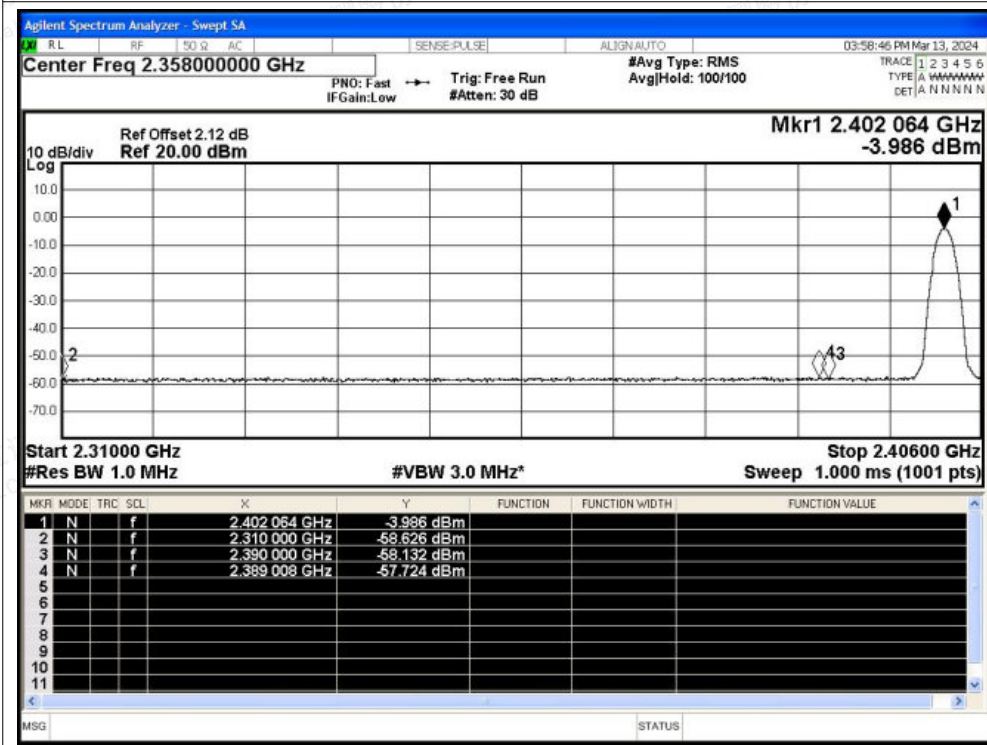 Agilent Spectrum Analyzer - Swept SA
RL RF 50 Ω AC SENSE:PULSE ALIGN AUTO 03:58:46 PM Mar 13, 2024
Center Freq 2.358000000 GHz #Avg Type: RMS TRACE 1 2 3 4 5 6
PNO: Fast Trig: Free Run Avg|Hold: 100/100 TYPE A WWWWW
IFGain:Low #Atten: 30 dB DET A N N N N N
Mkr1 2.402 064 GHz
Ref Offset 2.12 dB
10 dB/div Ref 20.00 dBm -3.986 dBm
Log
10.0
1
0.00
-10.0
-20.0
-30.0
-40.0
-50.0 2 4 3
-60.0
-70.0
Start 2.31000 GHz Stop 2.40600 GHz
#Res BW 1.0 MHz #VBW 3.0 MHz* Sweep 1.000 ms (1001 pts)
MKR MODE TRC SCL X Y FUNCTION FUNCTION WIDTH FUNCTION VALUE
1 N f 2.402 064 GHz -3.986 dBm
2 N f 2.310 000 GHz -58.626 dBm
3 N f 2.390 000 GHz -58.132 dBm
4 N f 2.389 008 GHz -57.724 dBm
5
6
7
8
9
10
11
MSG STATUS